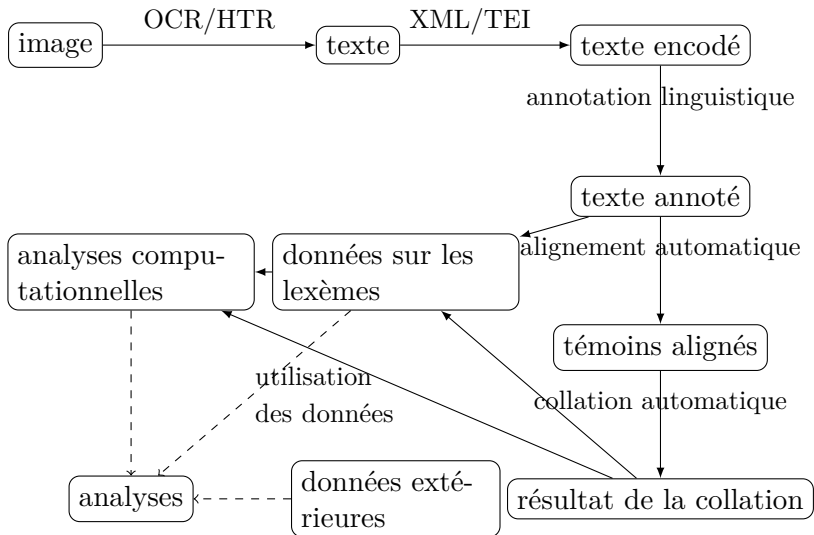 OCR/HTR
XML/TEI
image
texte
texte encodé
annotation linguistique
texte annoté
alignement automatique
analyses compu-
tationnelles
données sur les
lexèmes
témoins alignés
utilisation
des données
collation automatique
analyses
données exté-
rieures
résultat de la collation